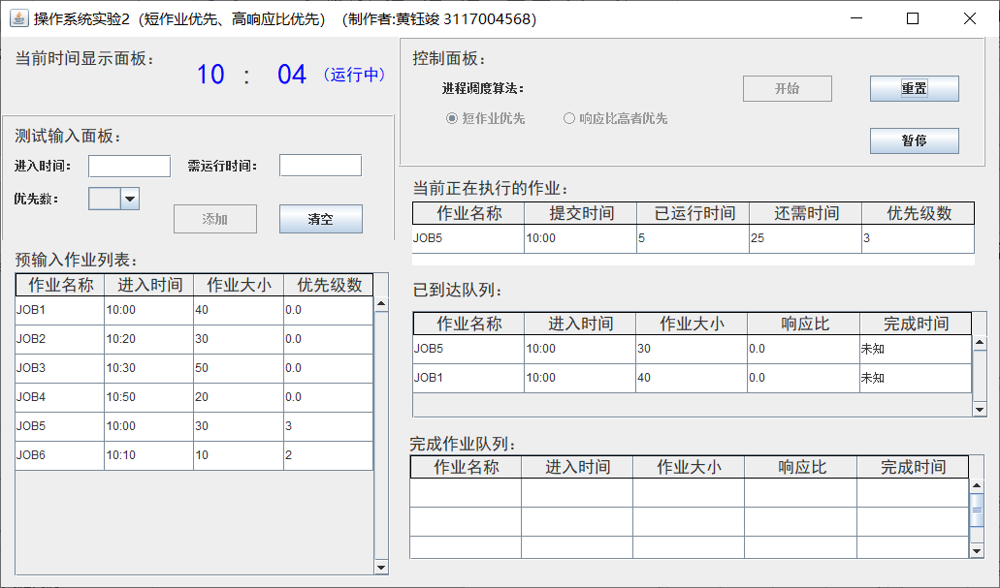 操作系统实验2（短作业优先、高响应比优先）（制作者:黄钰竣 3117004568）
当前时间显示面板：
10 : 04 （运行中）
测试输入面板：
进入时间：
需运行时间：
优先数：
添加
清空
预输入作业列表：
作业名称 进入时间 作业大小 优先级数
JOB1 10:00 40 0.0
JOB2 10:20 30 0.0
JOB3 10:30 50 0.0
JOB4 10:50 20 0.0
JOB5 10:00 30 3
JOB6 10:10 10 2
控制面板：
进程调度算法：
短作业优先
响应比高者优先
开始
重置
暂停
当前正在执行的作业：
作业名称 提交时间 已运行时间 还需时间 优先级数
JOB5 10:00 5 25 3
已到达队列：
作业名称 进入时间 作业大小 响应比 完成时间
JOB5 10:00 30 0.0 未知
JOB1 10:00 40 0.0 未知
完成作业队列：
作业名称 进入时间 作业大小 响应比 完成时间